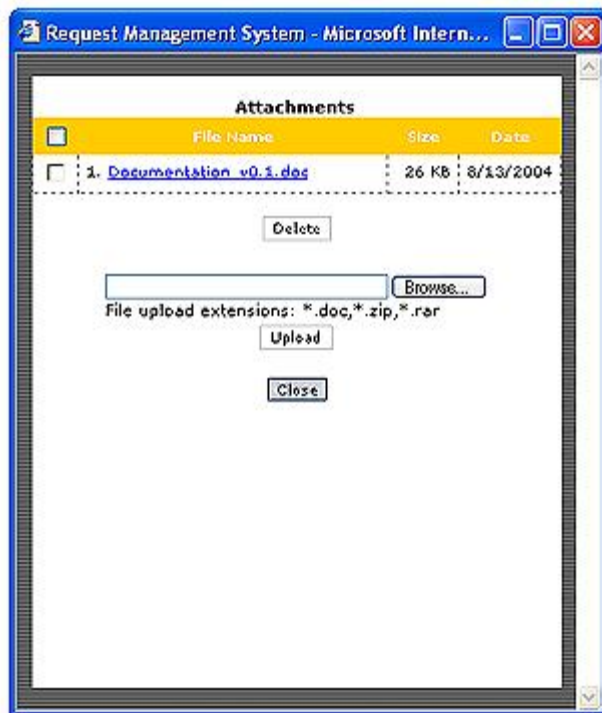 Request Management System - Microsoft Intern...
Attachments
File Name Size Date
1. Documentation_v0.1.doc 26 KB 8/13/2004
Delete
Browse...
File upload extensions: *.doc,*.zip,*.rar
Upload
Close